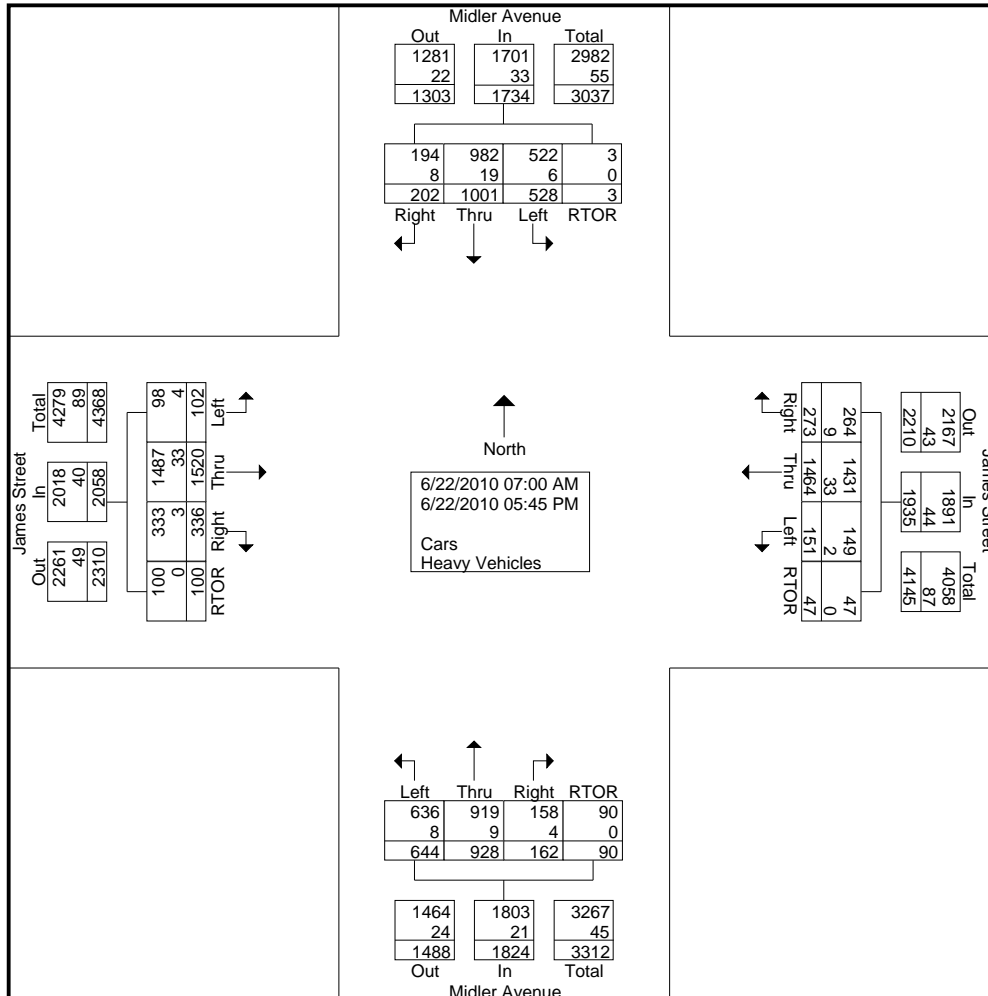 Midler Avenue
Out In Total
1281 1701 2982
22 33 55
1303 1734 3037
194 982 522 3
8 19 6 0
202 1001 528 3
Right Thru Left RTOR
James Street
Total In Out
4279 2018 2261
89 40 49
4368 2058 2310
98 1487 333 100
4 33 3 0
102 1520 336 100
Left Thru Right RTOR
North
6/22/2010 07:00 AM
6/22/2010 05:45 PM
Cars
Heavy Vehicles
Right Thru Left RTOR
264 1431 149 47
9 33 2 0
273 1464 151 47
James Street
Out In Total
2167 1891 4058
43 44 87
2210 1935 4145
Left Thru Right RTOR
636 919 158 90
8 9 4 0
644 928 162 90
1464 1803 3267
24 21 45
1488 1824 3312
Out In Total
Midler Avenue